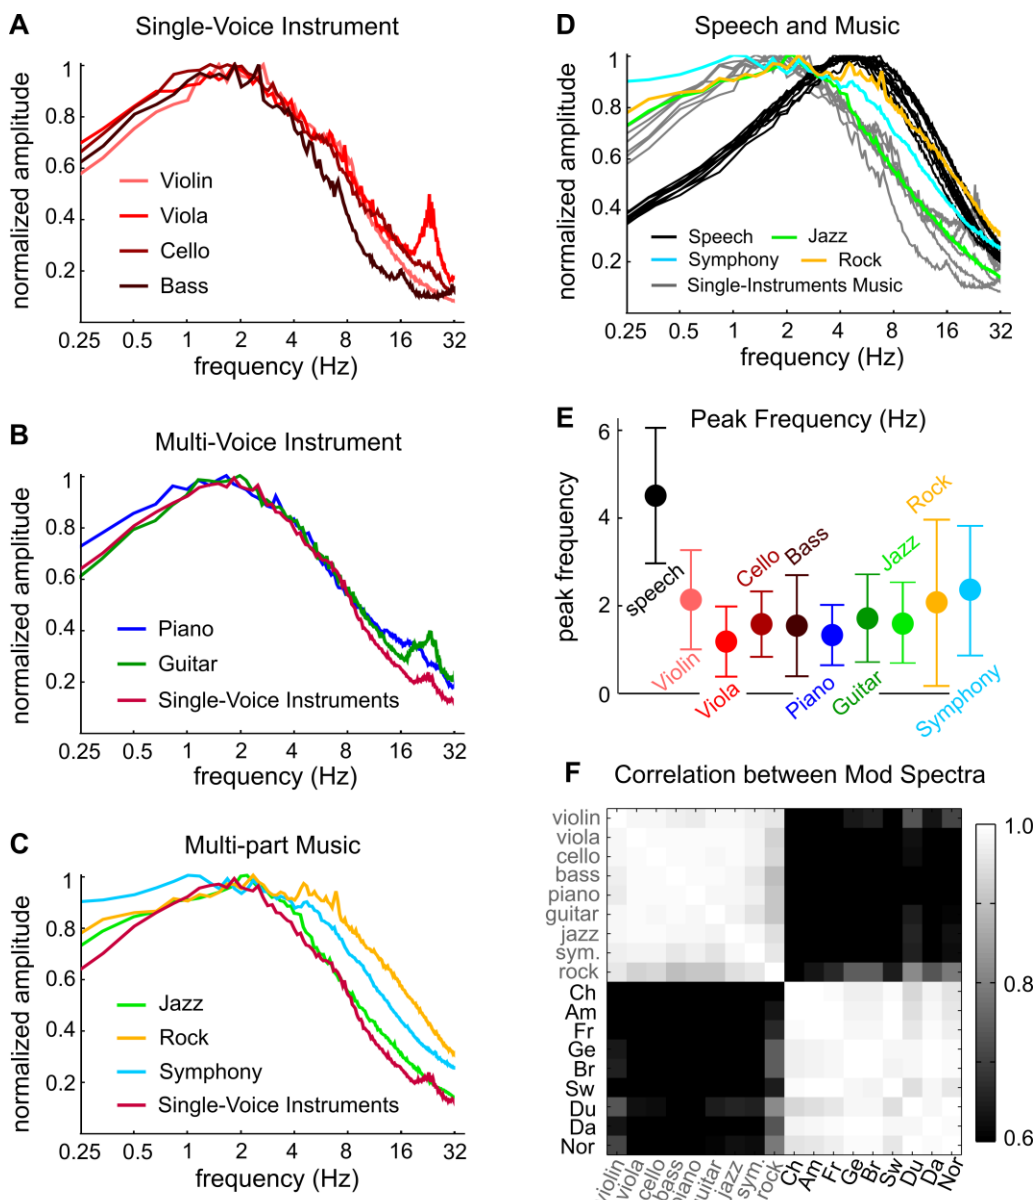 A
Single-Voice Instrument
normalized amplitude
1
0.8
0.6
0.4
0.2
Violin
Viola
Cello
Bass
0.25 0.5 1 2 4 8 16 32
frequency (Hz)
B
Multi-Voice Instrument
normalized amplitude
1
0.8
0.6
0.4
0.2
Piano
Guitar
Single-Voice Instruments
0.25 0.5 1 2 4 8 16 32
frequency (Hz)
C
Multi-part Music
normalized amplitude
1
0.8
0.6
0.4
0.2
Jazz
Rock
Symphony
Single-Voice Instruments
0.25 0.5 1 2 4 8 16 32
frequency (Hz)
D
Speech and Music
normalized amplitude
1
0.8
0.6
0.4
0.2
Speech Jazz
Symphony Rock
Single-Instruments Music
0.25 0.5 1 2 4 8 16 32
frequency (Hz)
E
Peak Frequency (Hz)
peak frequency
6
4
2
0
speech
Violin
Viola
Cello
Bass
Piano
Guitar
Jazz
Rock
Symphony
F
Correlation between Mod Spectra
violin
viola
cello
bass
piano
guitar
jazz
sym.
rock
Ch
Am
Fr
Ge
Br
Sw
Du
Da
Nor
violin viola cello bass piano guitar jazz sym. rock Ch Am Fr Ge Br Sw Du Da Nor
1.0
0.8
0.6